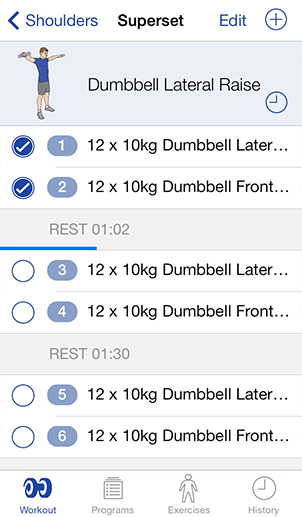 Shoulders Superset Edit
Dumbbell Lateral Raise
1 12 x 10kg Dumbbell Later...
2 12 x 10kg Dumbbell Front...
REST 01:02
3 12 x 10kg Dumbbell Later...
4 12 x 10kg Dumbbell Front...
REST 01:30
5 12 x 10kg Dumbbell Later...
6 12 x 10kg Dumbbell Front...
Workout Programs Exercises History